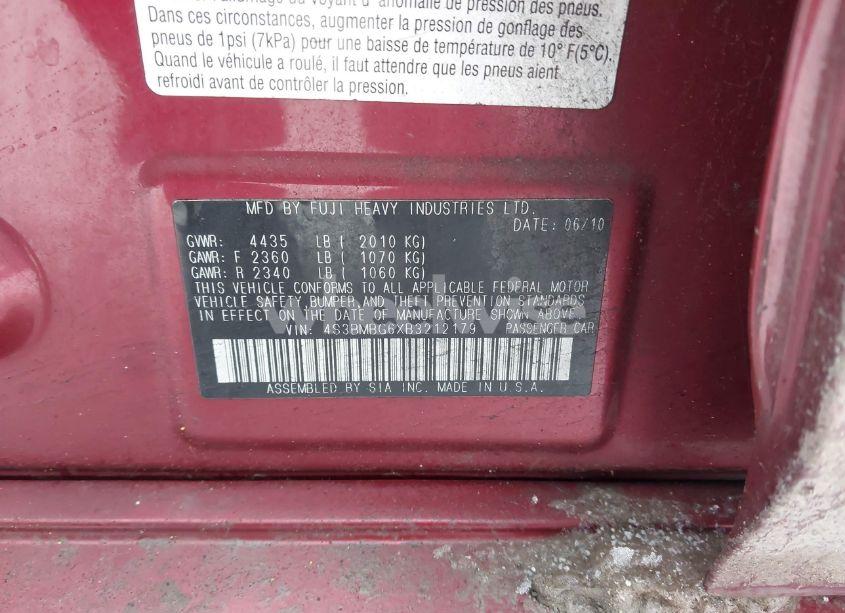 d'anomalie de pression des pneus.
Dans ces circonstances, augmenter la pression de gonflage des
pneus de 1psi (7kPa) pour une baisse de température de 10° F(5°C).
Quand le véhicule a roulé, il faut attendre que les pneus aient
refroidi avant de contrôler la pression.
MFD BY FUJI HEAVY INDUSTRIES LTD.
DATE: 06/10
GVWR: 4435 LB ( 2010 KG)
GAWR: F 2360 LB ( 1070 KG)
GAWR: R 2340 LB ( 1060 KG)
THIS VEHICLE CONFORMS TO ALL APPLICABLE FEDERAL MOTOR
VEHICLE SAFETY, BUMPER, AND THEFT PREVENTION STANDARDS
IN EFFECT ON THE DATE OF MANUFACTURE SHOWN ABOVE.
VIN: 4S3BMBG6XB3212179 PASSENGER CAR
ASSEMBLED BY SIA INC. MADE IN U.S.A.